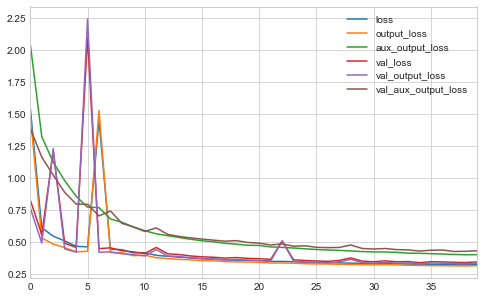 2.25
2.00
1.75
1.50
1.25
1.00
0.75
0.50
0.25
0 5 10 15 20 25 30 35
loss
output_loss
aux_output_loss
val_loss
val_output_loss
val_aux_output_loss